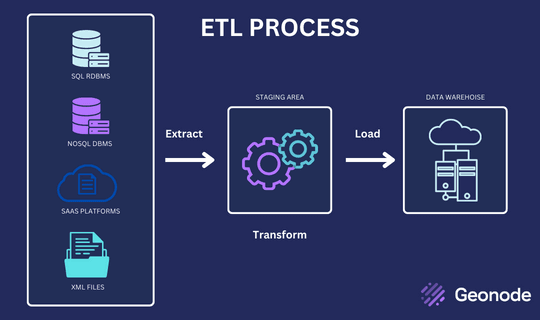 ETL PROCESS
SQL RDBMS
NOSQL DBMS
SAAS PLATFORMS
XML FILES
Extract
STAGING AREA
Transform
Load
DATA WAREHOISE
Geonode